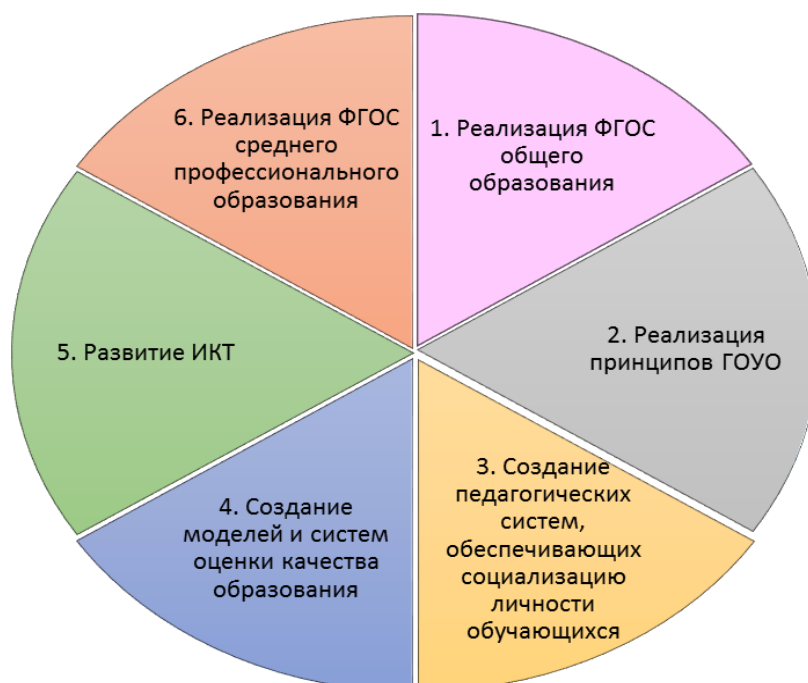 1. Реализация ФГОС
общего
образования
2. Реализация
принципов ГОУО
3. Создание
педагогических
систем,
обеспечивающих
социализацию
личности
обучающихся
4. Создание
моделей и систем
оценки качества
образования
5. Развитие ИКТ
6. Реализация ФГОС
среднего
профессионального
образования